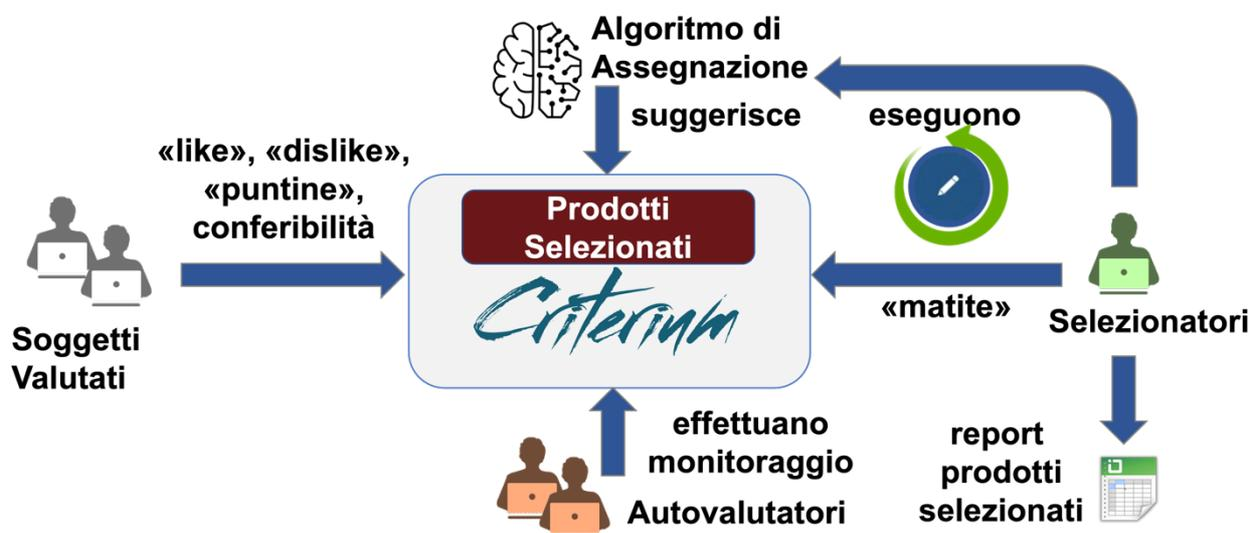 Algoritmo di
Assegnazione
suggerisce
eseguono
«like», «dislike»,
«puntine»,
conferibilità
Prodotti
Selezionati
Criterium
«matite»
Selezionatori
Soggetti
Valutati
effettuano
monitoraggio
Autovalutatori
report
prodotti
selezionati